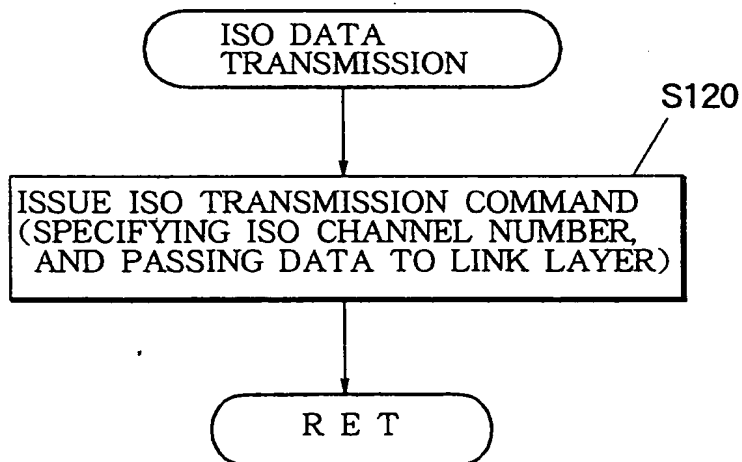 ISO DATA
TRANSMISSION
S120
ISSUE ISO TRANSMISSION COMMAND
(SPECIFYING ISO CHANNEL NUMBER,
AND PASSING DATA TO LINK LAYER)
R E T